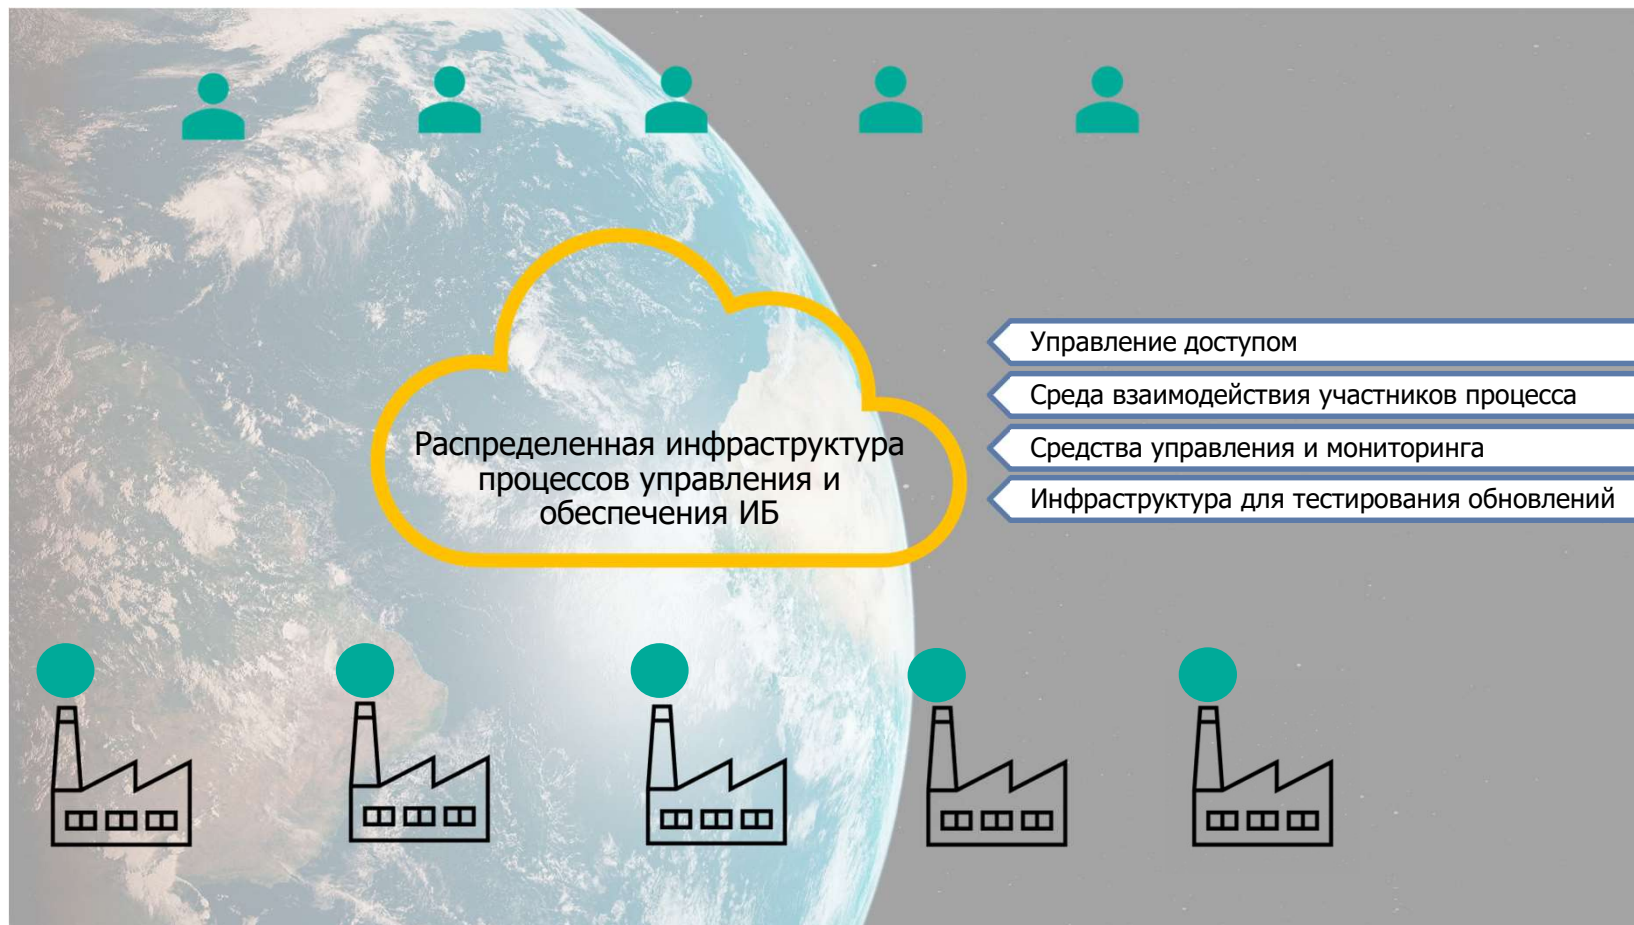 Управление доступом
Среда взаимодействия участников процесса
Распределенная инфраструктура
процессов управления и
обеспечения ИБ
Средства управления и мониторинга
Инфраструктура для тестирования обновлений